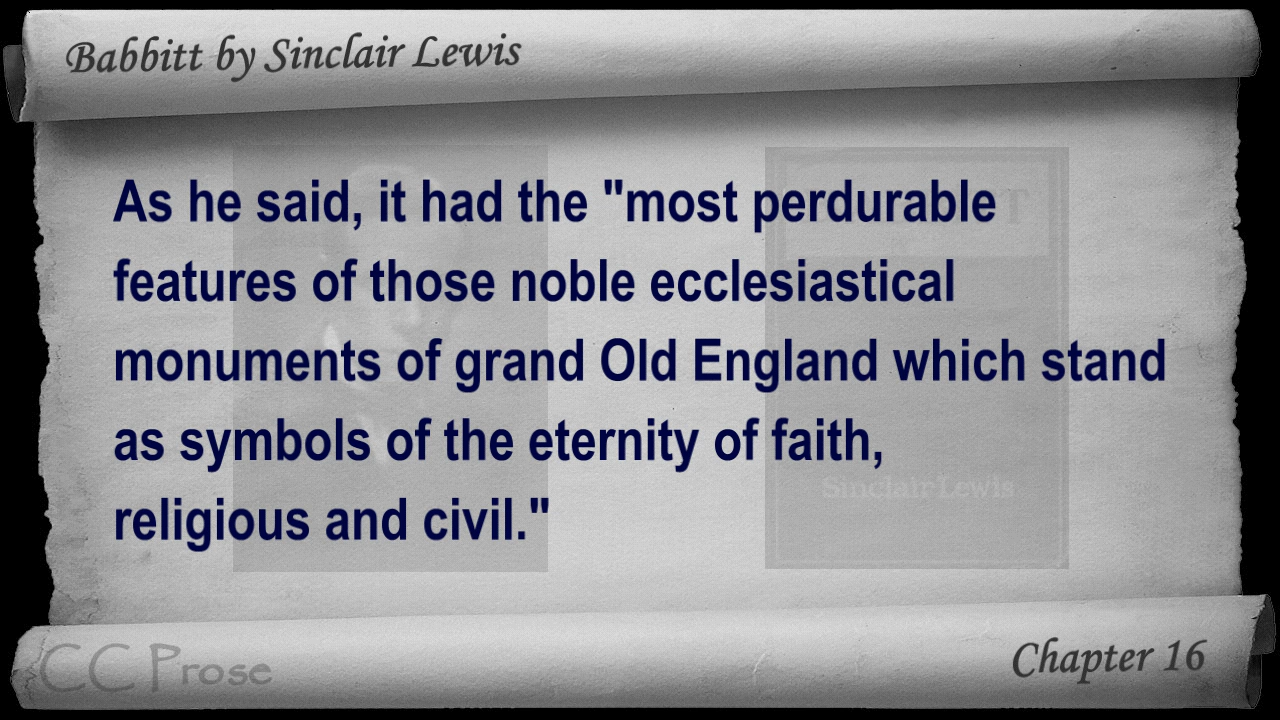 Babbitt by Sinclair Lewis
As he said, it had the "most perdurable
features of those noble ecclesiastical
monuments of grand Old England which stand
as symbols of the eternity of faith,
Sinclair Lewis
religious and civil."
CC Prose
Chapter 16